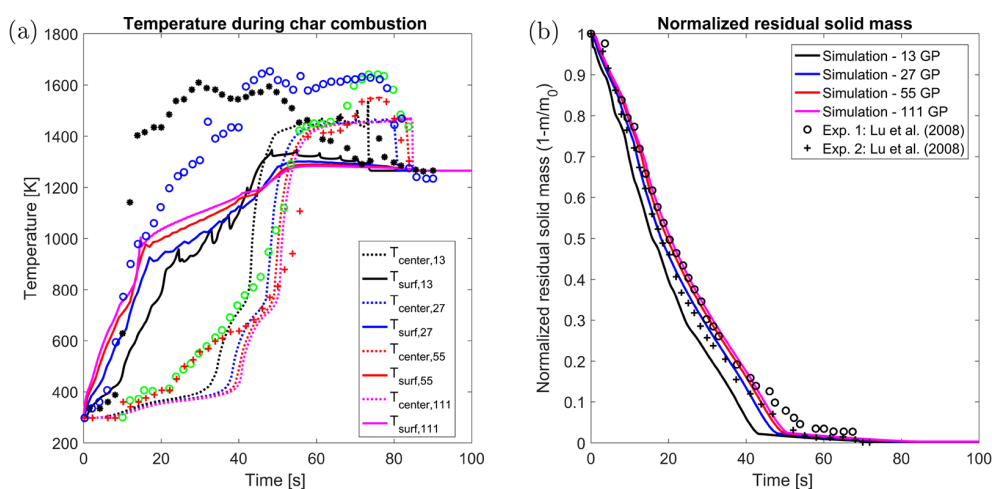 (a)
Temperature during char combustion
1800
1600
1400
1200
1000
800
600
400
200
Temperature [K]
0
20
40
60
80
100
Time [s]
T_center,13
T_surf,13
T_center,27
T_surf,27
T_center,55
T_surf,55
T_center,111
T_surf,111
(b)
Normalized residual solid mass
1
0.9
0.8
0.7
0.6
0.5
0.4
0.3
0.2
0.1
0
Normalized residual solid mass (1-m/m_0)
0
20
40
60
80
100
Time [s]
Simulation - 13 GP
Simulation - 27 GP
Simulation - 55 GP
Simulation - 111 GP
Exp. 1: Lu et al. (2008)
Exp. 2: Lu et al. (2008)